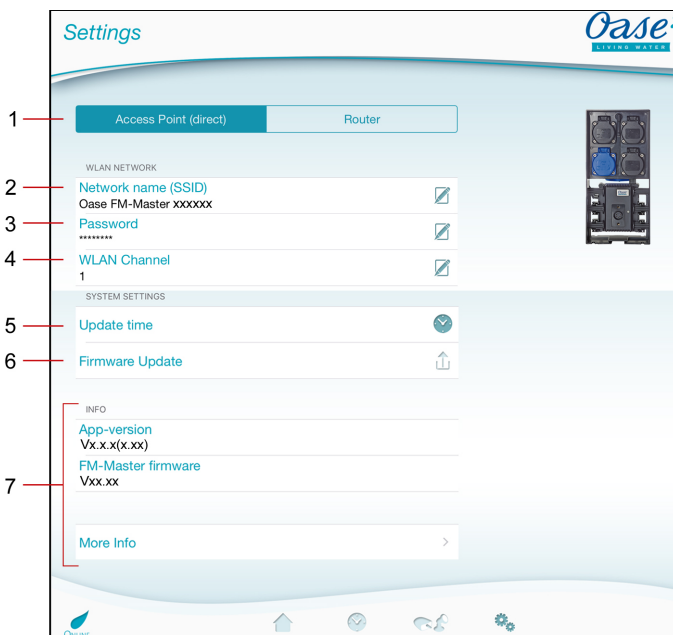 Settings
Oase
LIVING WATER
1
Access Point (direct)
Router
WLAN NETWORK
2
Network name (SSID)
Oase FM-Master xxxxxx
3
Password
********
4
WLAN Channel
1
SYSTEM SETTINGS
5
Update time
6
Firmware Update
INFO
App-version
Vx.x.x(x.xx)
7
FM-Master firmware
Vxx.xx
More Info
ONLINE